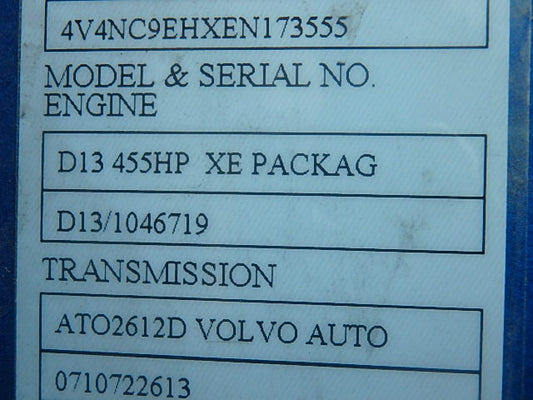 4V4NC9EHXEN173555
MODEL & SERIAL NO.
ENGINE
D13 455HP XE PACKAG
D13/1046719
TRANSMISSION
ATO2612D VOLVO AUTO
0710722613